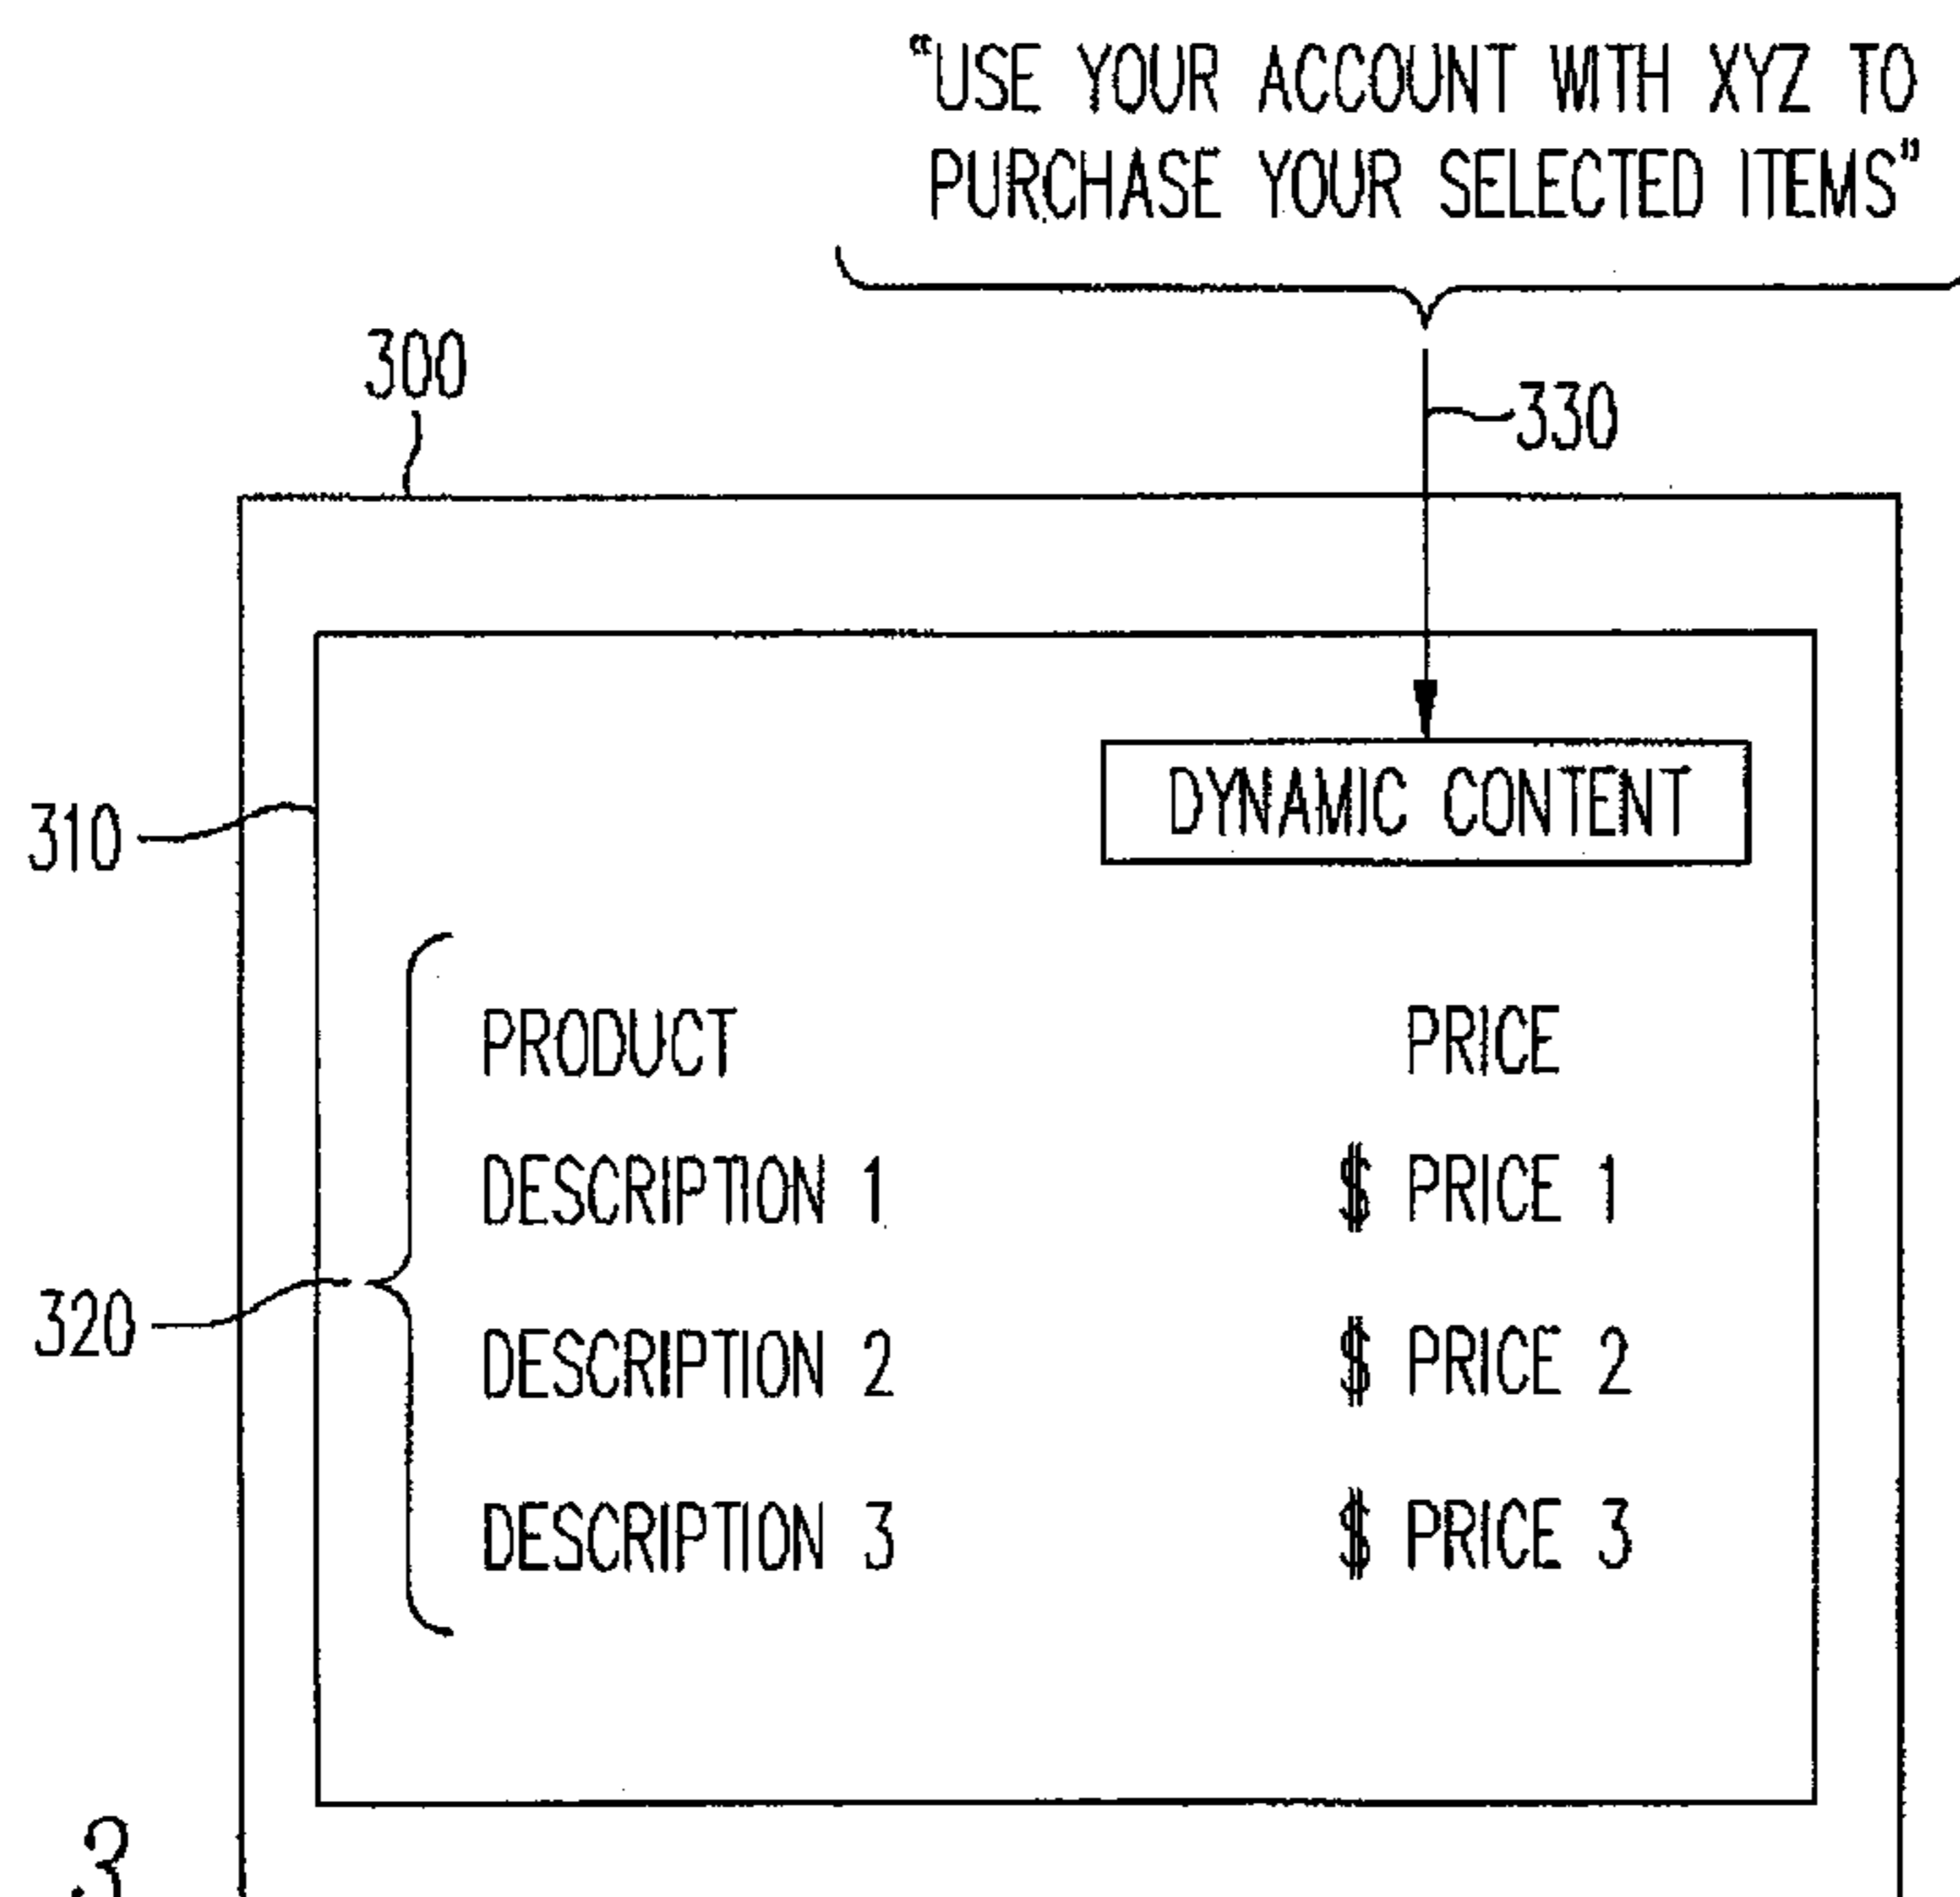 "USE YOUR ACCOUNT WITH XYZ TO
PURCHASE YOUR SELECTED ITEMS"
300
330
310
DYNAMIC CONTENT
PRODUCT PRICE
DESCRIPTION 1 $ PRICE 1
320
DESCRIPTION 2 $ PRICE 2
DESCRIPTION 3 $ PRICE 3
3